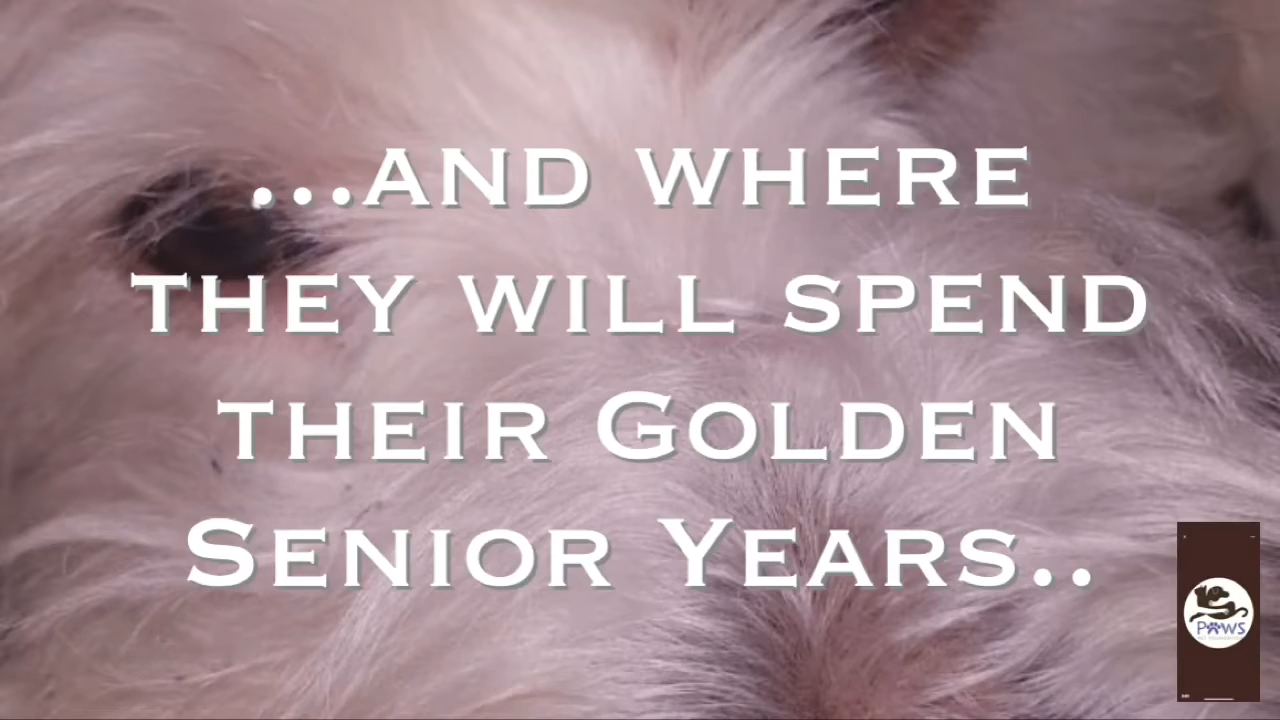 ...AND WHERE
THEY WILL SPEND
THEIR GOLDEN
SENIOR YEARS..
PAWS